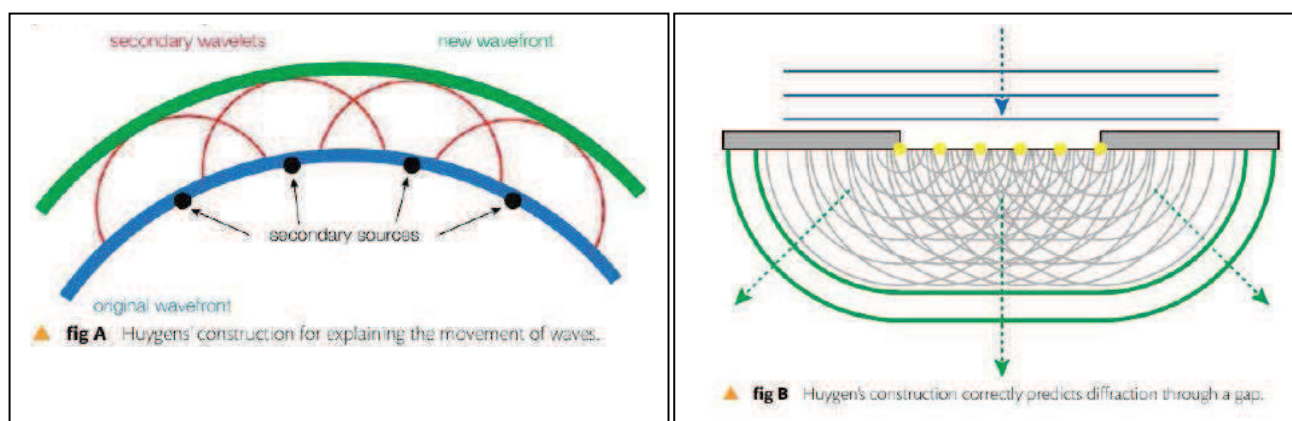 secondary wavelets
new wavefront
secondary sources
original wavefront
fig A Huygens' construction for explaining the movement of waves.
fig B Huygen's construction correctly predicts diffraction through a gap.